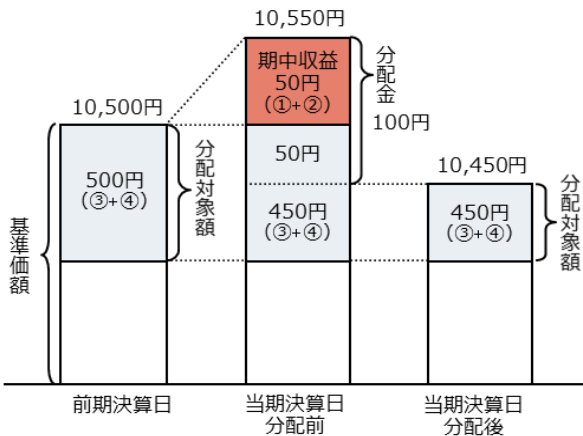 10,550円
期中収益
50円
(①+②)
分配金
100円
10,500円
500円
(③+④)
分配対象額
50円
450円
(③+④)
10,450円
450円
(③+④)
分配対象額
基準価額
前期決算日
当期決算日
分配前
当期決算日
分配後